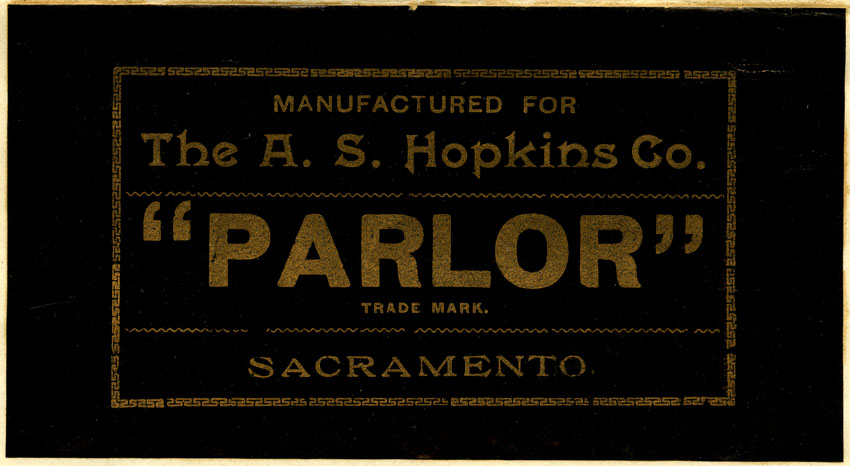 MANUFACTURED FOR
The A. S. Hopkins Co.
“PARLOR”
TRADE MARK.
SACRAMENTO